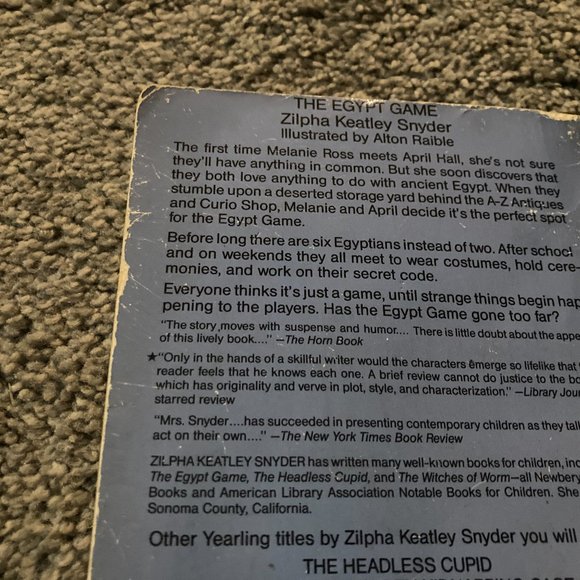 THE EGYPT GAME
Zilpha Keatley Snyder
Illustrated by Alton Raible
The first time Melanie Ross meets April Hall, she's not sure
they'll have anything in common. But she soon discovers that
they both love anything to do with ancient Egypt. When they
stumble upon a deserted storage yard behind the A-Z Antiques
and Curio Shop, Melanie and April decide it's the perfect spot
for the Egypt Game.
Before long there are six Egyptians instead of two. After school
and on weekends they all meet to wear costumes, hold cere-
monies, and work on their secret code.
Everyone thinks it's just a game, until strange things begin hap
pening to the players. Has the Egypt Game gone too far?
"The story moves with suspense and humor.... There is little doubt about the appe
of this lively book...." —The Horn Book
★"Only in the hands of a skillful writer would the characters emerge so lifelike that
reader feels that he knows each one. A brief review cannot do justice to the bo
which has originality and verve in plot, style, and characterization." —Library Jour
starred review
"Mrs. Snyder....has succeeded in presenting contemporary children as they talk
act on their own...." —The New York Times Book Review
ZILPHA KEATLEY SNYDER has written many well-known books for children, inc
The Egypt Game, The Headless Cupid, and The Witches of Worm—all Newbery
Books and American Library Association Notable Books for Children. She
Sonoma County, California.
Other Yearling titles by Zilpha Keatley Snyder you will
THE HEADLESS CUPID